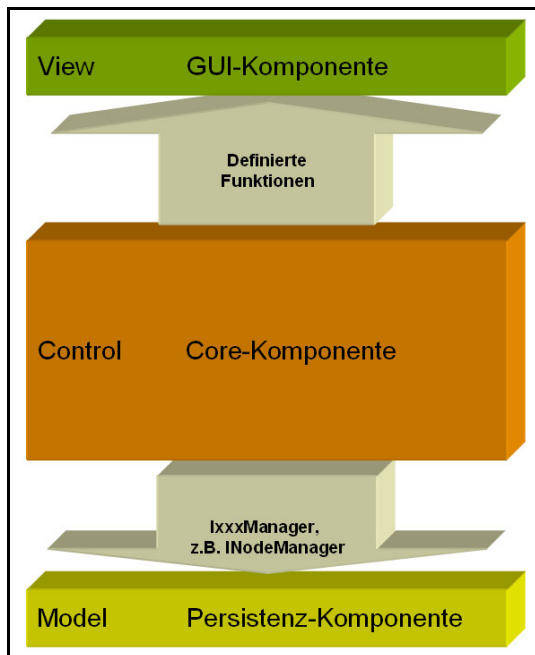 View GUI-Komponente
Definierte
Funktionen
Control Core-Komponente
IxxxManager,
z.B. INodeManager
Model Persistenz-Komponente